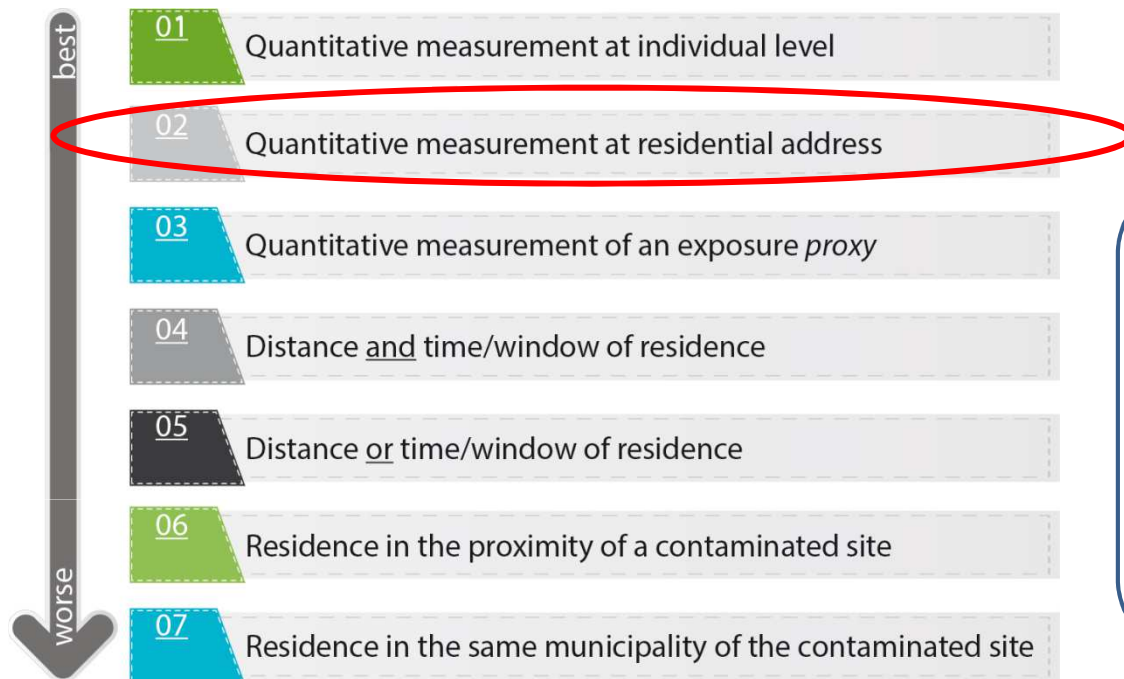 best
01
Quantitative measurement at individual level
02
Quantitative measurement at residential address
03
Quantitative measurement of an exposure proxy
04
Distance and time/window of residence
05
Distance or time/window of residence
06
Residence in the proximity of a contaminated site
worse
07
Residence in the same municipality of the contaminated site